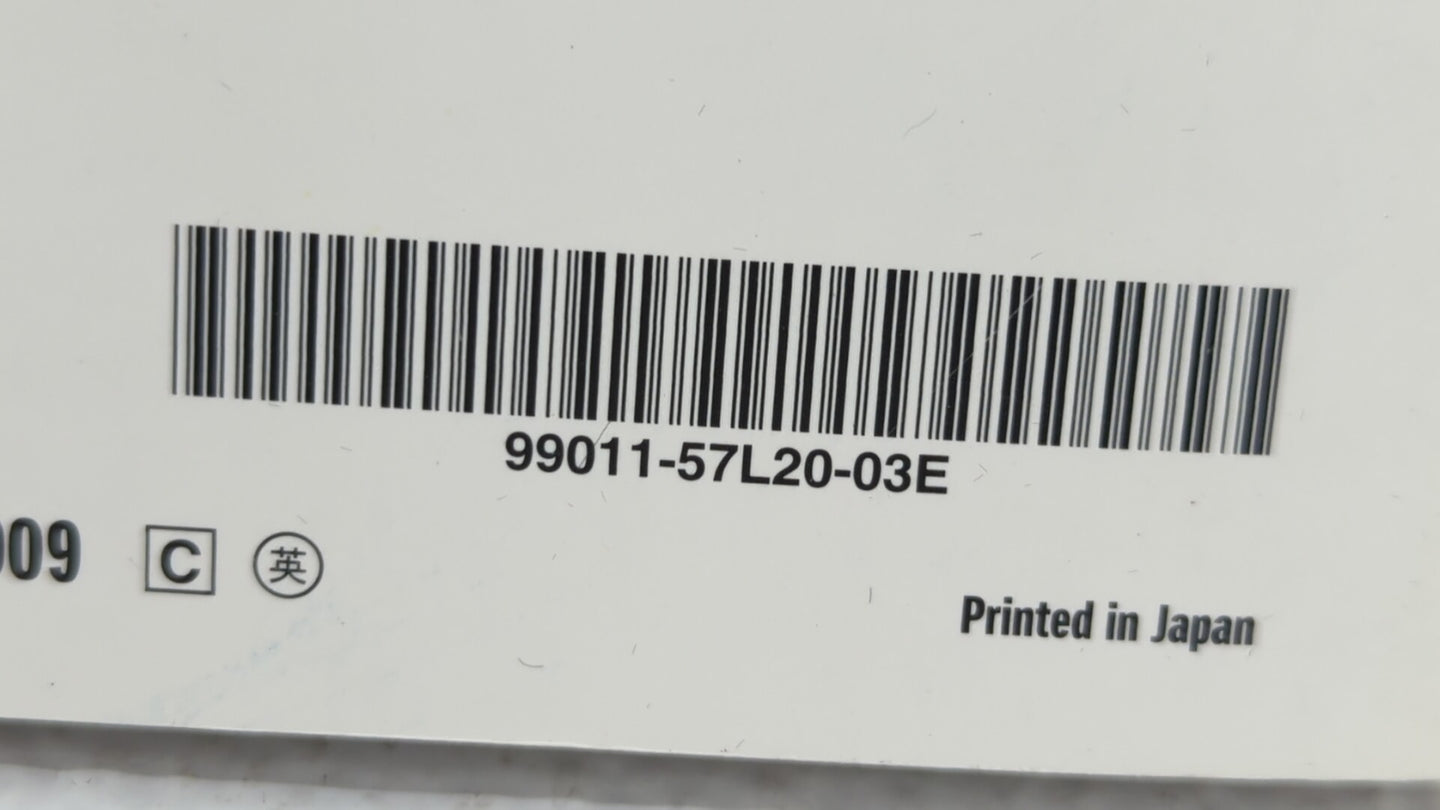 99011-57L20-03E
009 C 英
Printed in Japan